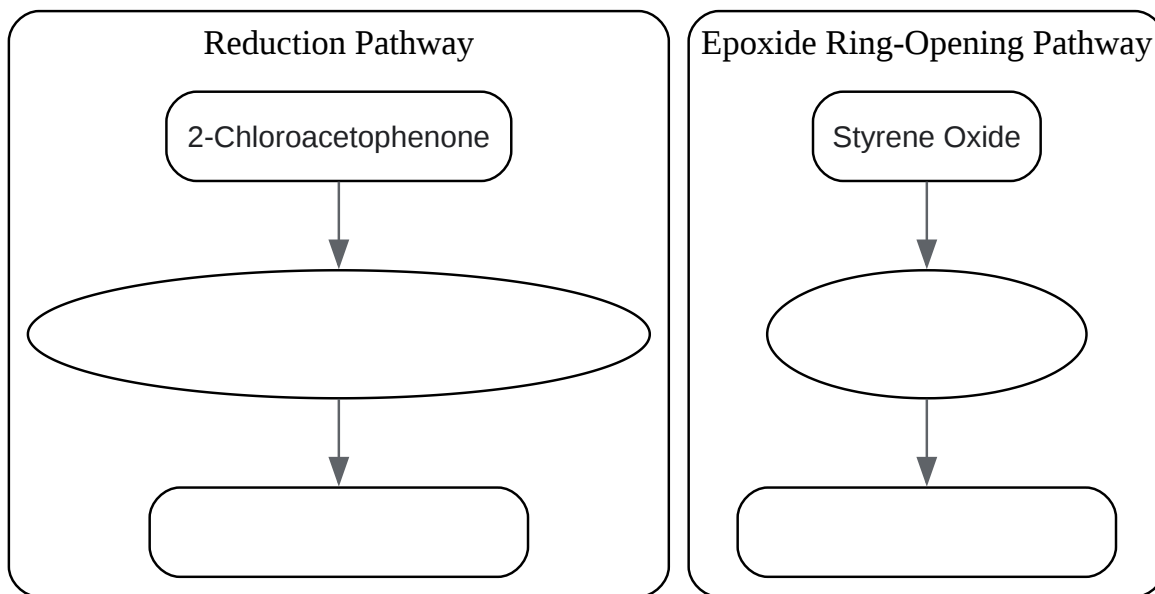 Reduction Pathway
2-Chloroacetophenone
Epoxide Ring-Opening Pathway
Styrene Oxide